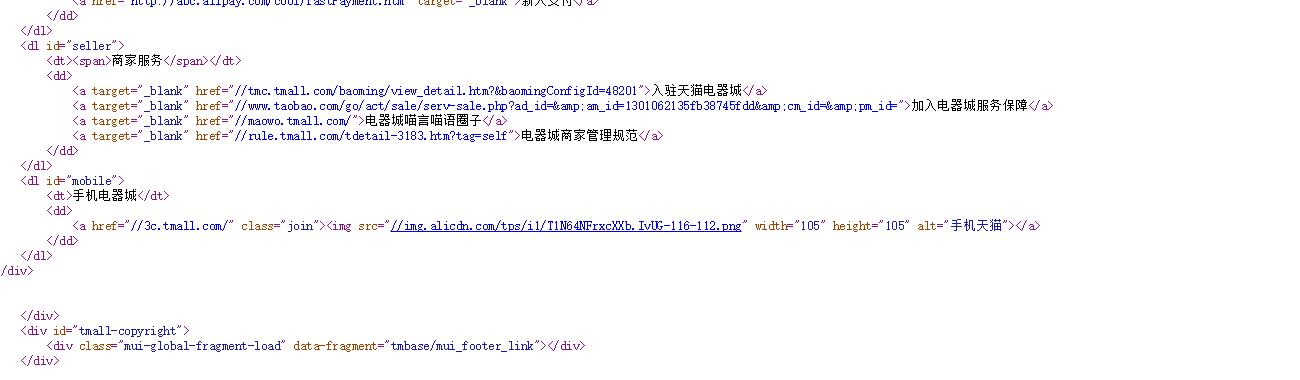 <a href="http://abc.alipay.com/cool/fastPayment.htm" target="_blank">新人支付</a>
</dd>
</dl>
<dl id="seller">
<dt><span>商家服务</span></dt>
<dd>
<a target="_blank" href="//tmc.tmall.com/baoming/view_detail.htm?&baomingConfigId=48201">入驻天猫电器城</a>
<a target="_blank" href="//www.taobao.com/go/act/sale/serv-sale.php?ad_id=&amp;am_id=1301062135fb38745fdd&amp;cm_id=&amp;pm_id=">加入电器城服务保障</a>
<a target="_blank" href="//maowo.tmall.com/">电器城喵言喵语圈子</a>
<a target="_blank" href="//rule.tmall.com/tdetail-3183.htm?tag=self">电器城商家管理规范</a>
</dd>
</dl>
<dl id="mobile">
<dt>手机电器城</dt>
<dd>
<a href="//3c.tmall.com/" class="join"><img src="//img.alicdn.com/tps/i1/T1N64NFrxcXXb.IvUG-116-112.png" width="105" height="105" alt="手机天猫"></a>
</dd>
</dl>
/div>
</div>
<div id="tmall-copyright">
<div class="mui-global-fragment-load" data-fragment="tmbase/mui_footer_link"></div>
</div>